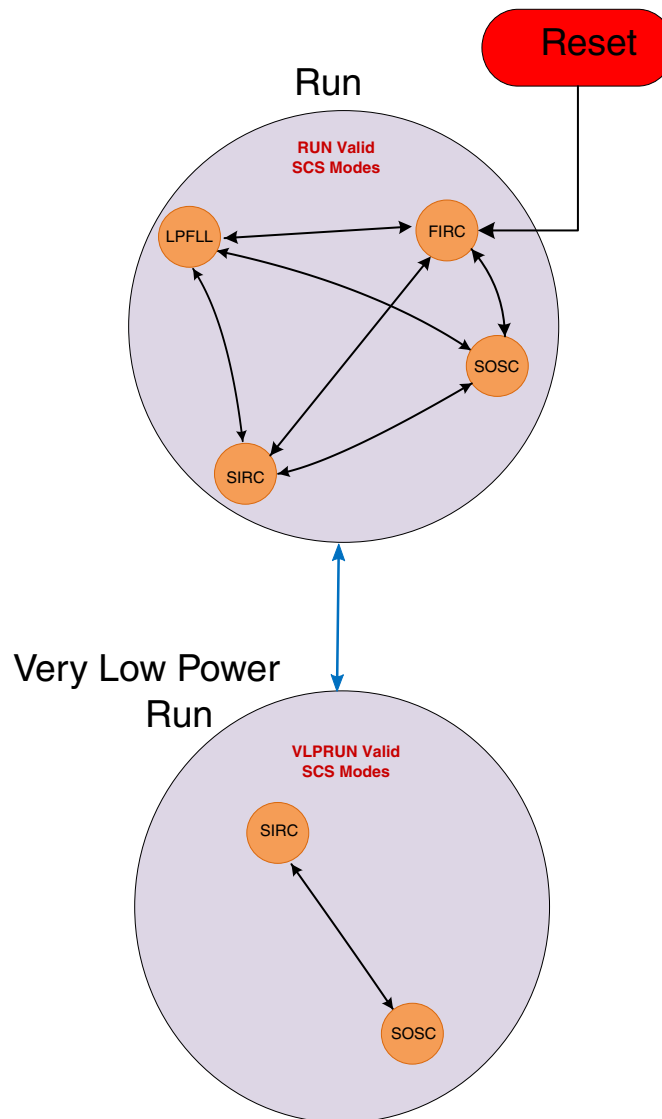 Reset
Run
RUN Valid
SCS Modes
LPFLL
FIRC
SOSC
SIRC
Very Low Power
Run
VLPRUN Valid
SCS Modes
SIRC
SOSC